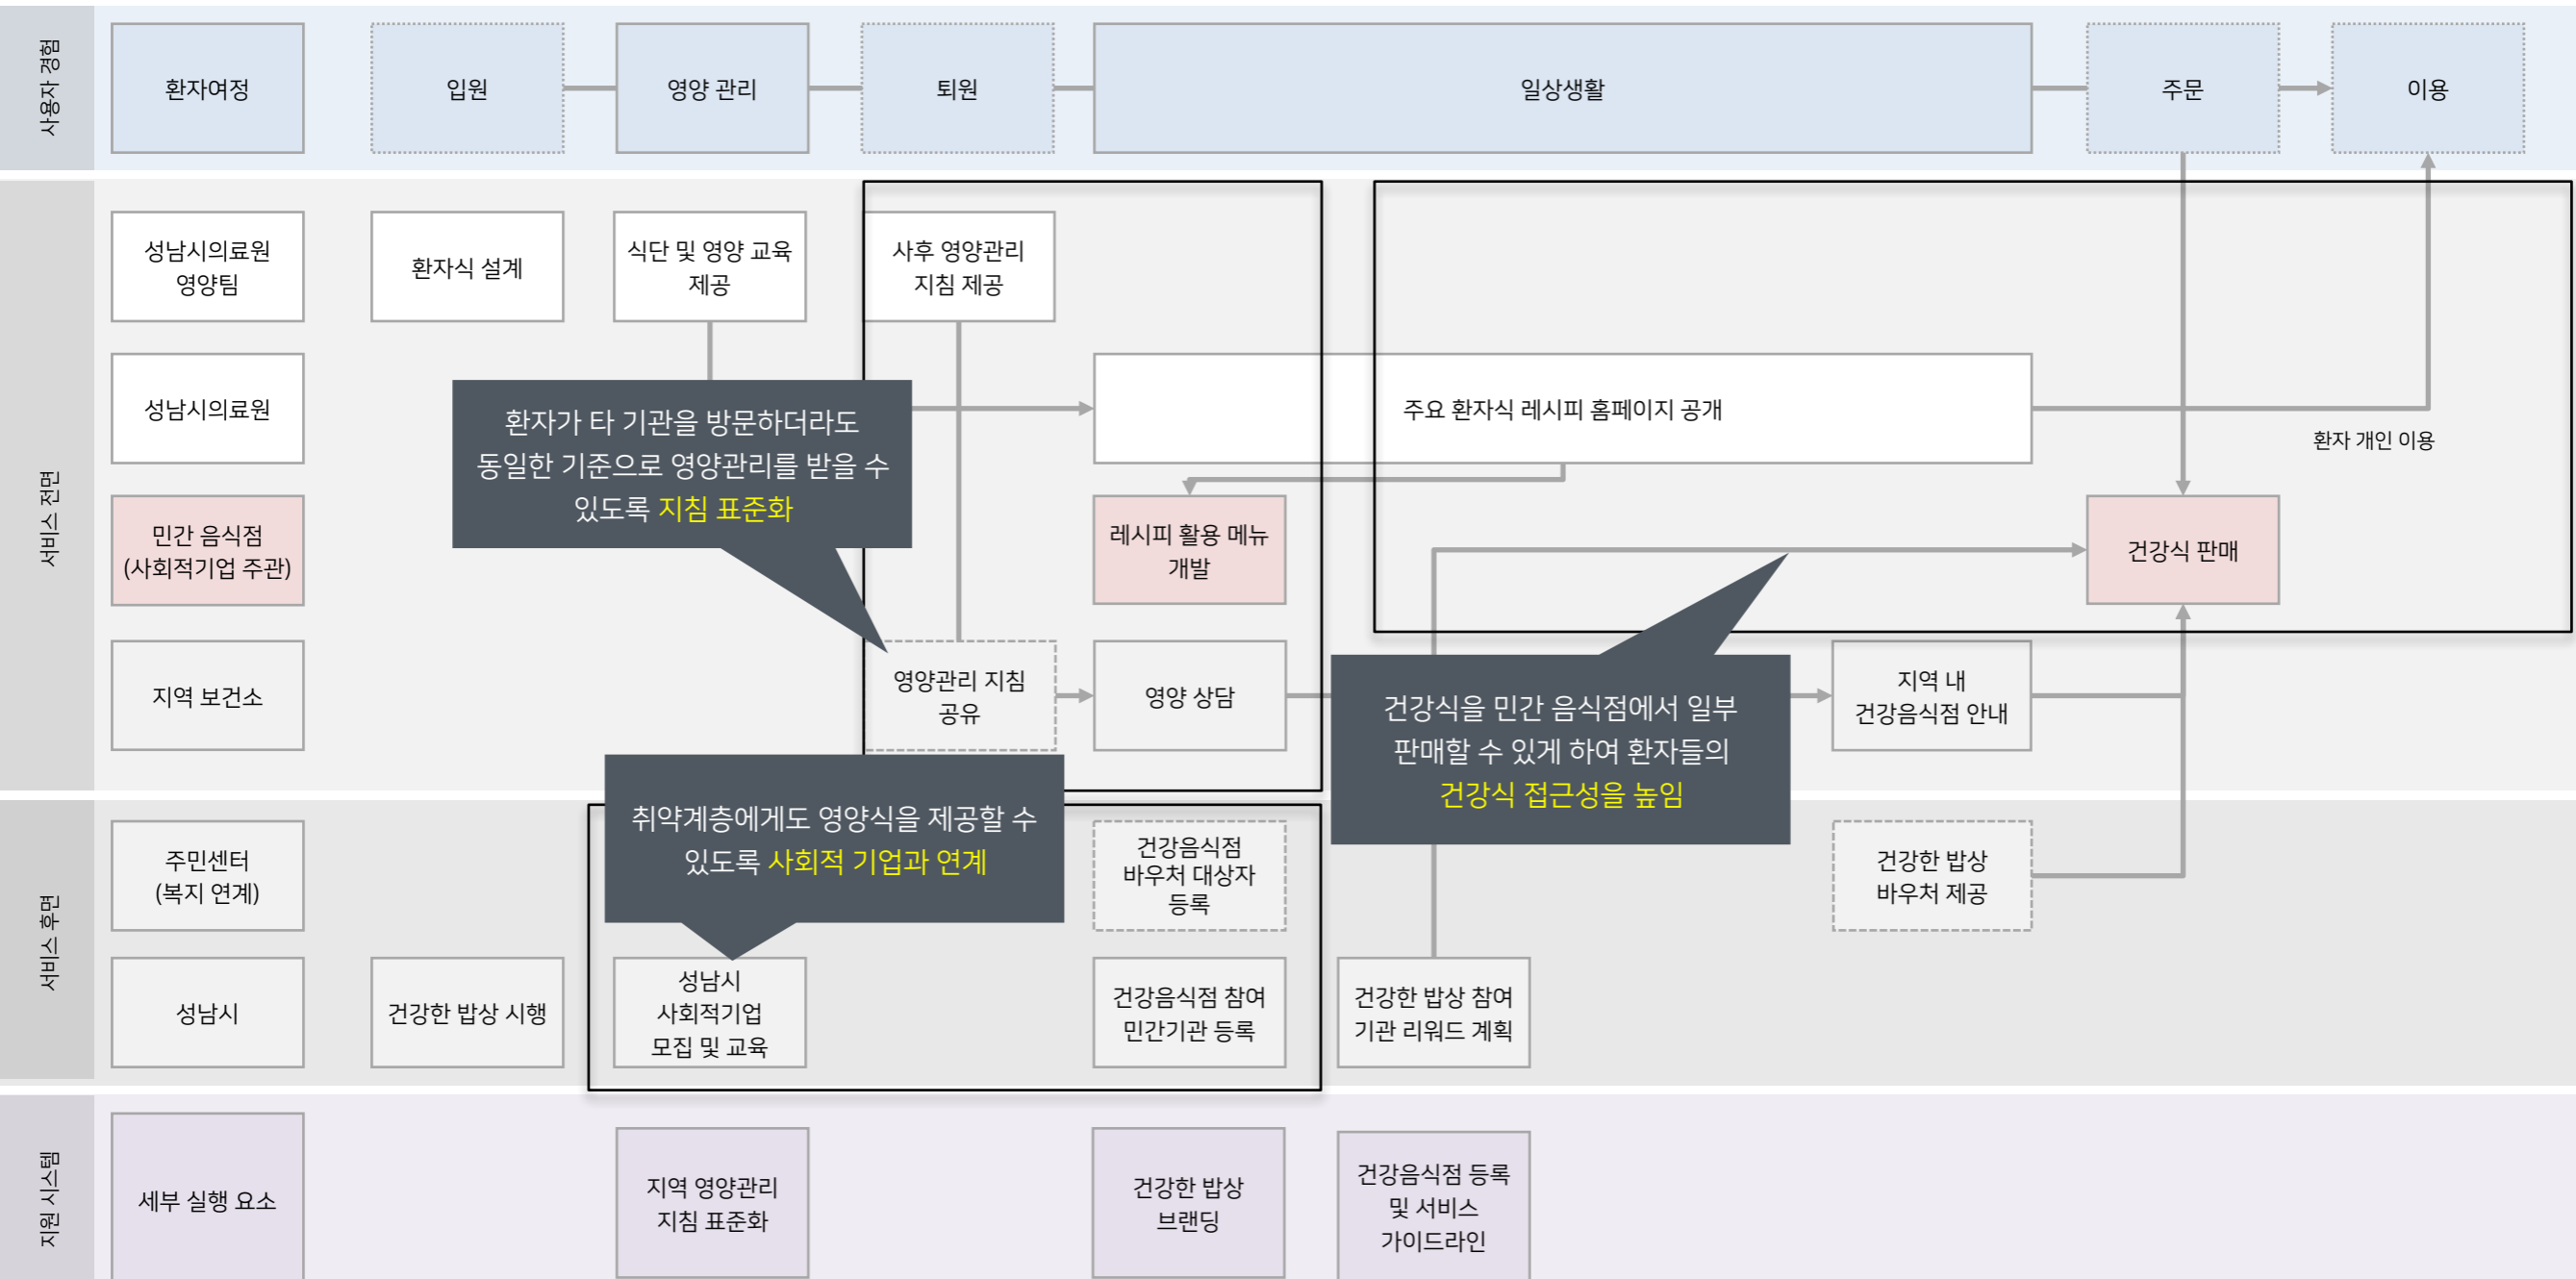 사용자 경험
환자여정
입원
영양 관리
퇴원
일상생활
주문
이용
서비스 전면
성남시의료원
영양팀
환자식 설계
식단 및 영양 교육
제공
사후 영양관리
지침 제공
성남시의료원
환자가 타 기관을 방문하더라도
동일한 기준으로 영양관리를 받을 수
있도록 지침 표준화
주요 환자식 레시피 홈페이지 공개
환자 개인 이용
민간 음식점
(사회적기업 주관)
레시피 활용 메뉴
개발
건강식 판매
지역 보건소
영양관리 지침
공유
영양 상담
건강식을 민간 음식점에서 일부
판매할 수 있게 하여 환자들의
건강식 접근성을 높임
지역 내
건강음식점 안내
서비스 후면
주민센터
(복지 연계)
취약계층에게도 영양식을 제공할 수
있도록 사회적 기업과 연계
건강음식점
바우처 대상자
등록
건강한 밥상
바우처 제공
성남시
건강한 밥상 시행
성남시
사회적기업
모집 및 교육
건강음식점 참여
민간기관 등록
건강한 밥상 참여
기관 리워드 계획
지원 시스템
세부 실행 요소
지역 영양관리
지침 표준화
건강한 밥상
브랜딩
건강음식점 등록
및 서비스
가이드라인